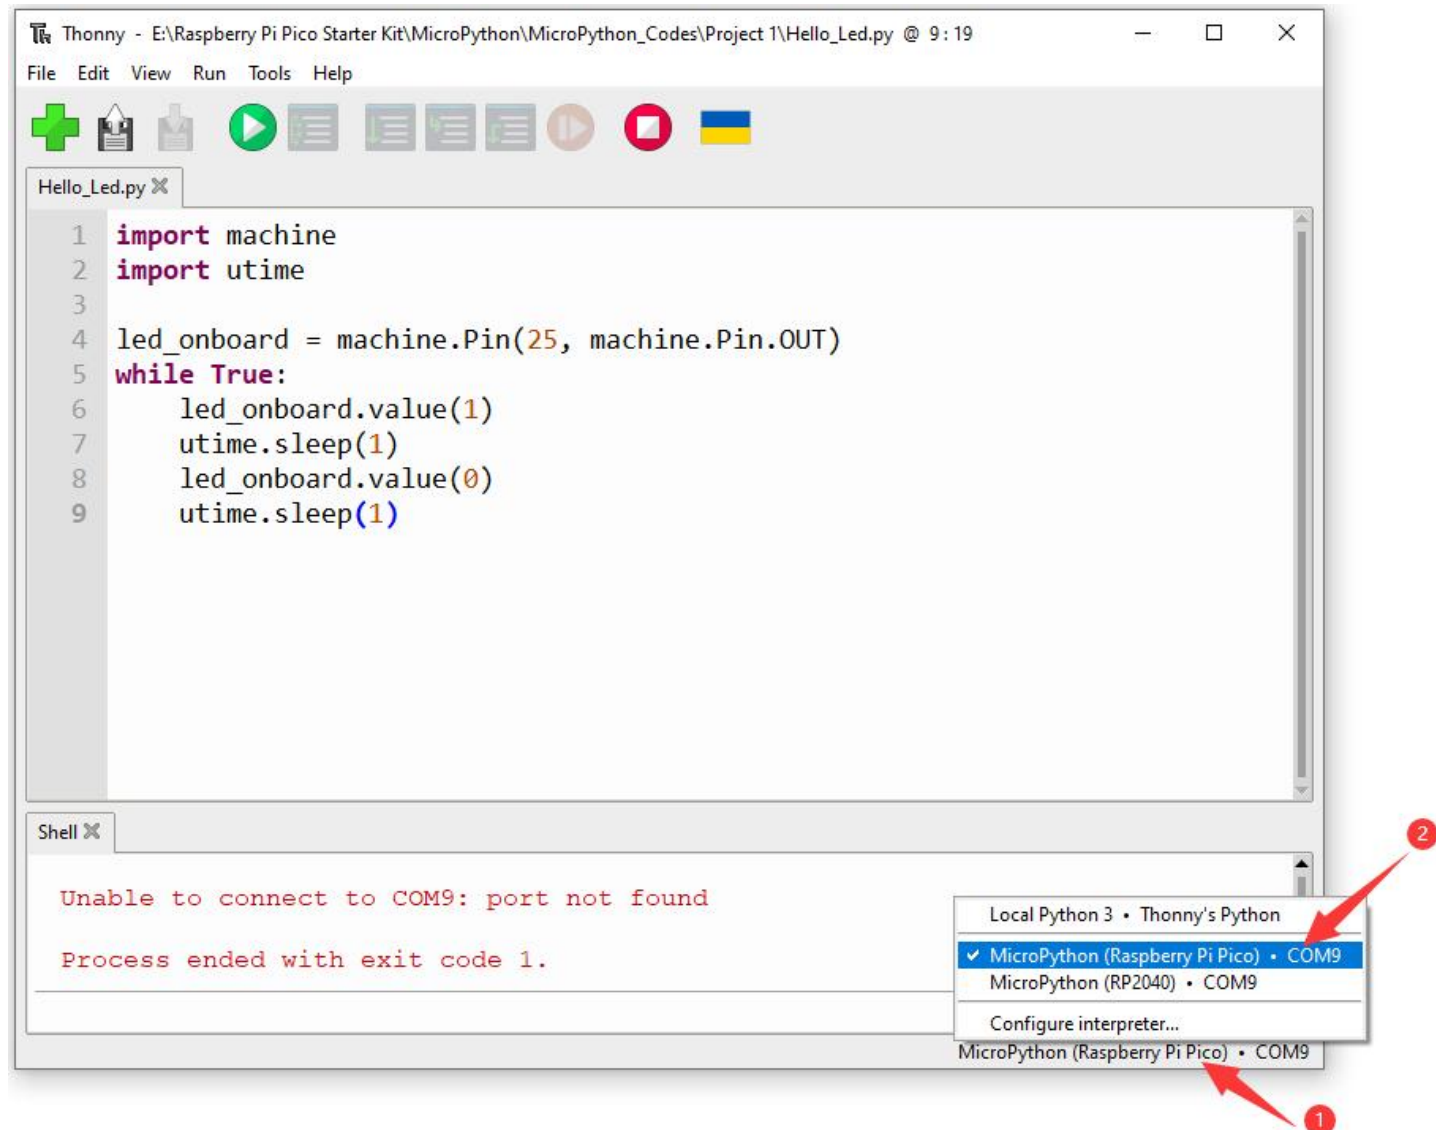 Thonny - E:\Raspberry Pi Pico Starter Kit\MicroPython\MicroPython_Codes\Project 1\Hello_Led.py @ 9:19
File Edit View Run Tools Help
Hello_Led.py
1 import machine
2 import utime
3
4 led_onboard = machine.Pin(25, machine.Pin.OUT)
5 while True:
6     led_onboard.value(1)
7     utime.sleep(1)
8     led_onboard.value(0)
9     utime.sleep(1)
Shell
Unable to connect to COM9: port not found
Process ended with exit code 1.
2
Local Python 3 • Thonny's Python
✓ MicroPython (Raspberry Pi Pico) • COM9
MicroPython (RP2040) • COM9
Configure interpreter...
MicroPython (Raspberry Pi Pico) • COM9
1